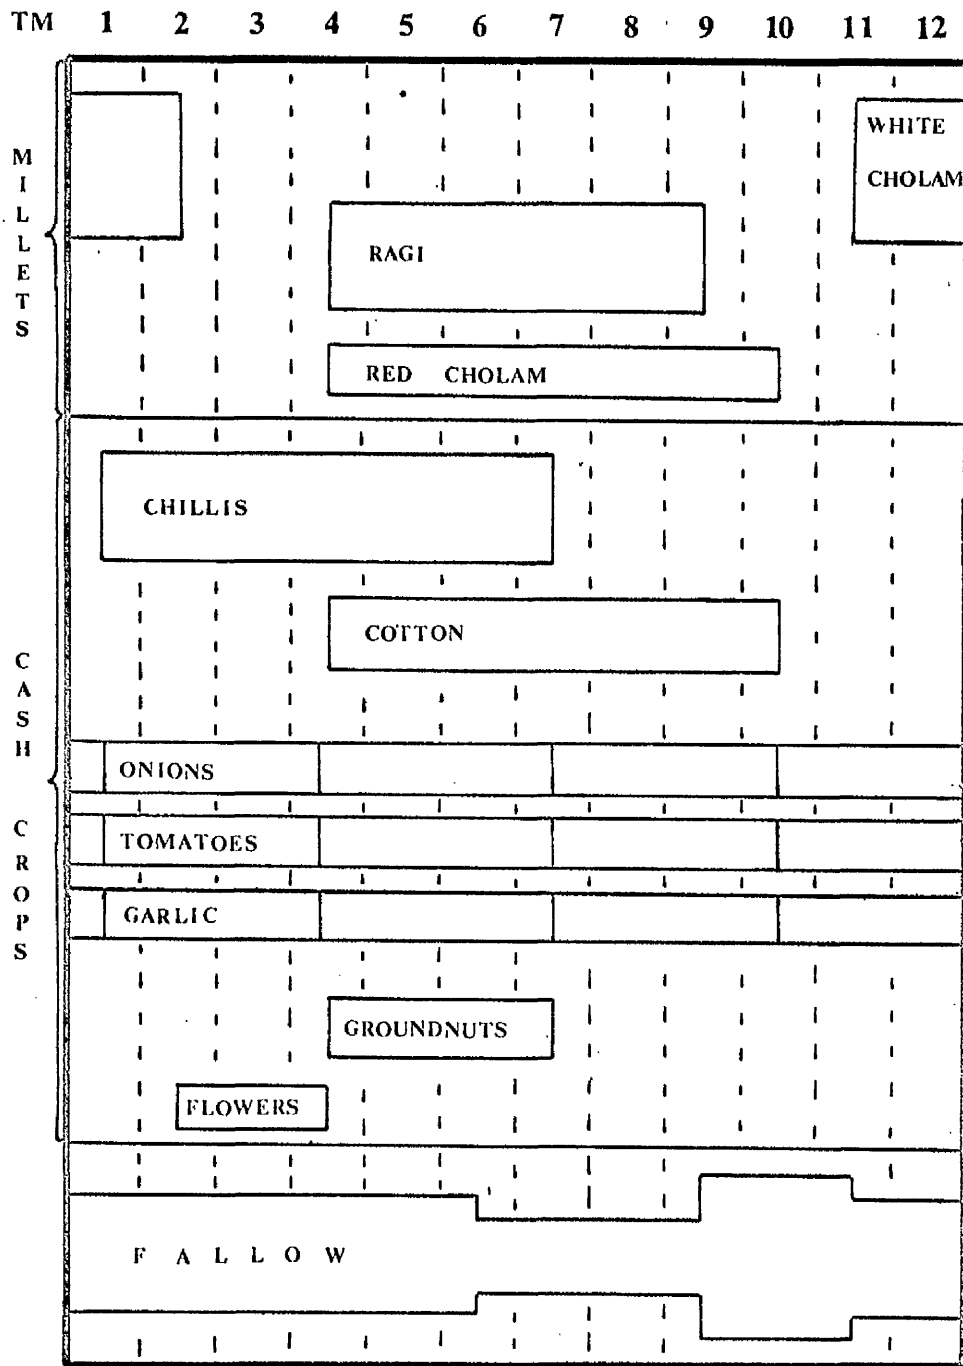 TM 1 2 3 4 5 6 7 8 9 10 11 12
MILLETS
WHITE
CHOLAM
RAGI
RED CHOLAM
CASH CROPS
CHILLIS
COTTON
ONIONS
TOMATOES
GARLIC
GROUNDNUTS
FLOWERS
FALLOW